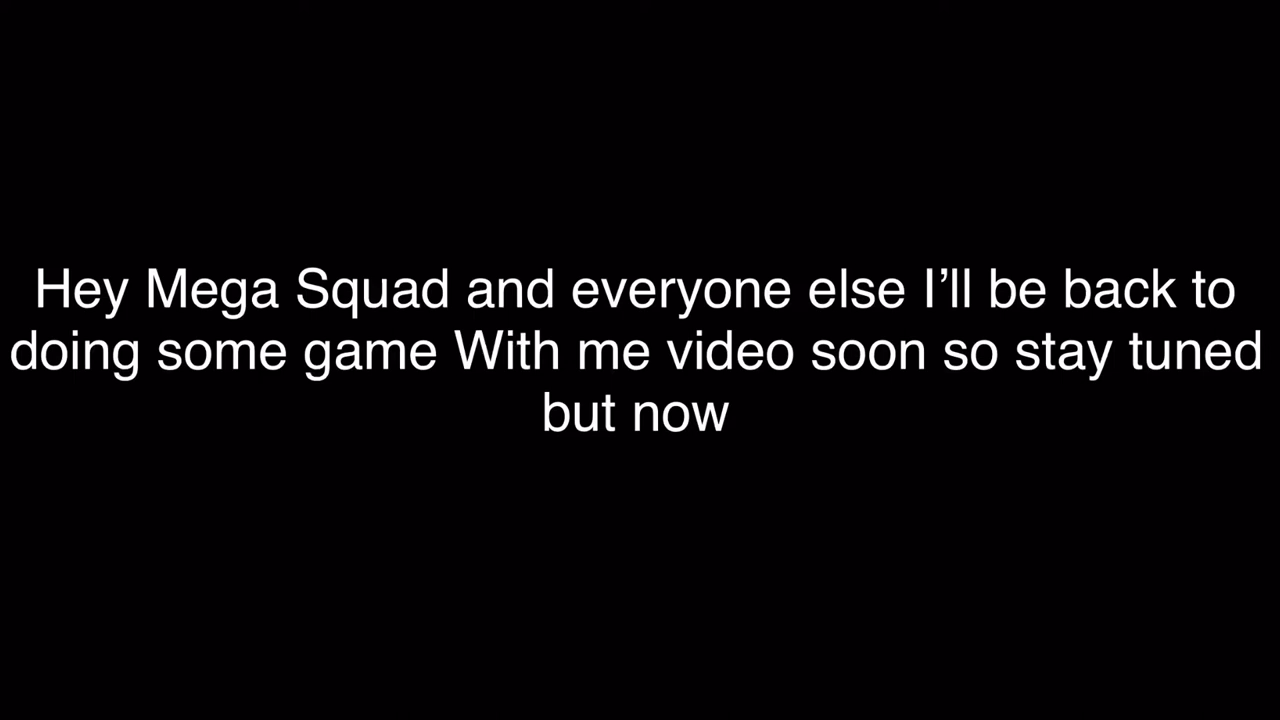 Hey Mega Squad and everyone else I’ll be back to
doing some game With me video soon so stay tuned
but now